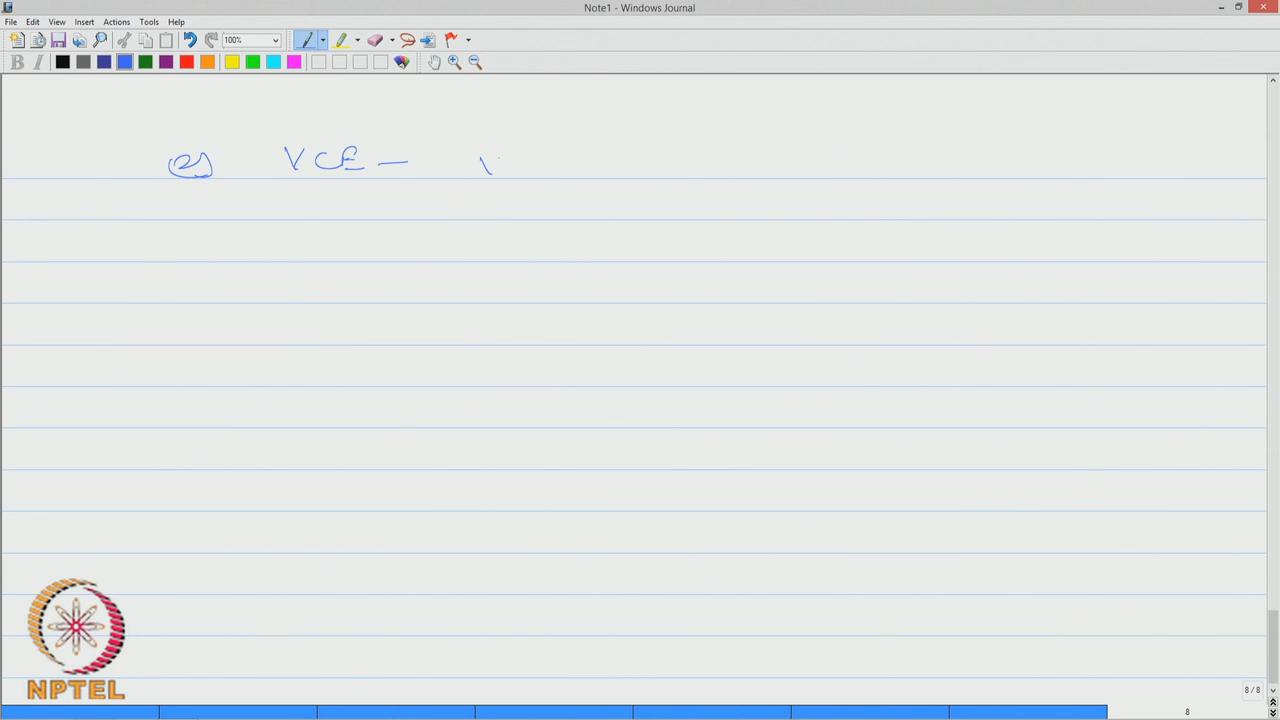 Note1 - Windows Journal
File Edit View Insert Actions Tools Help
100%
B I
VCE -
NPTEL
8/8
8